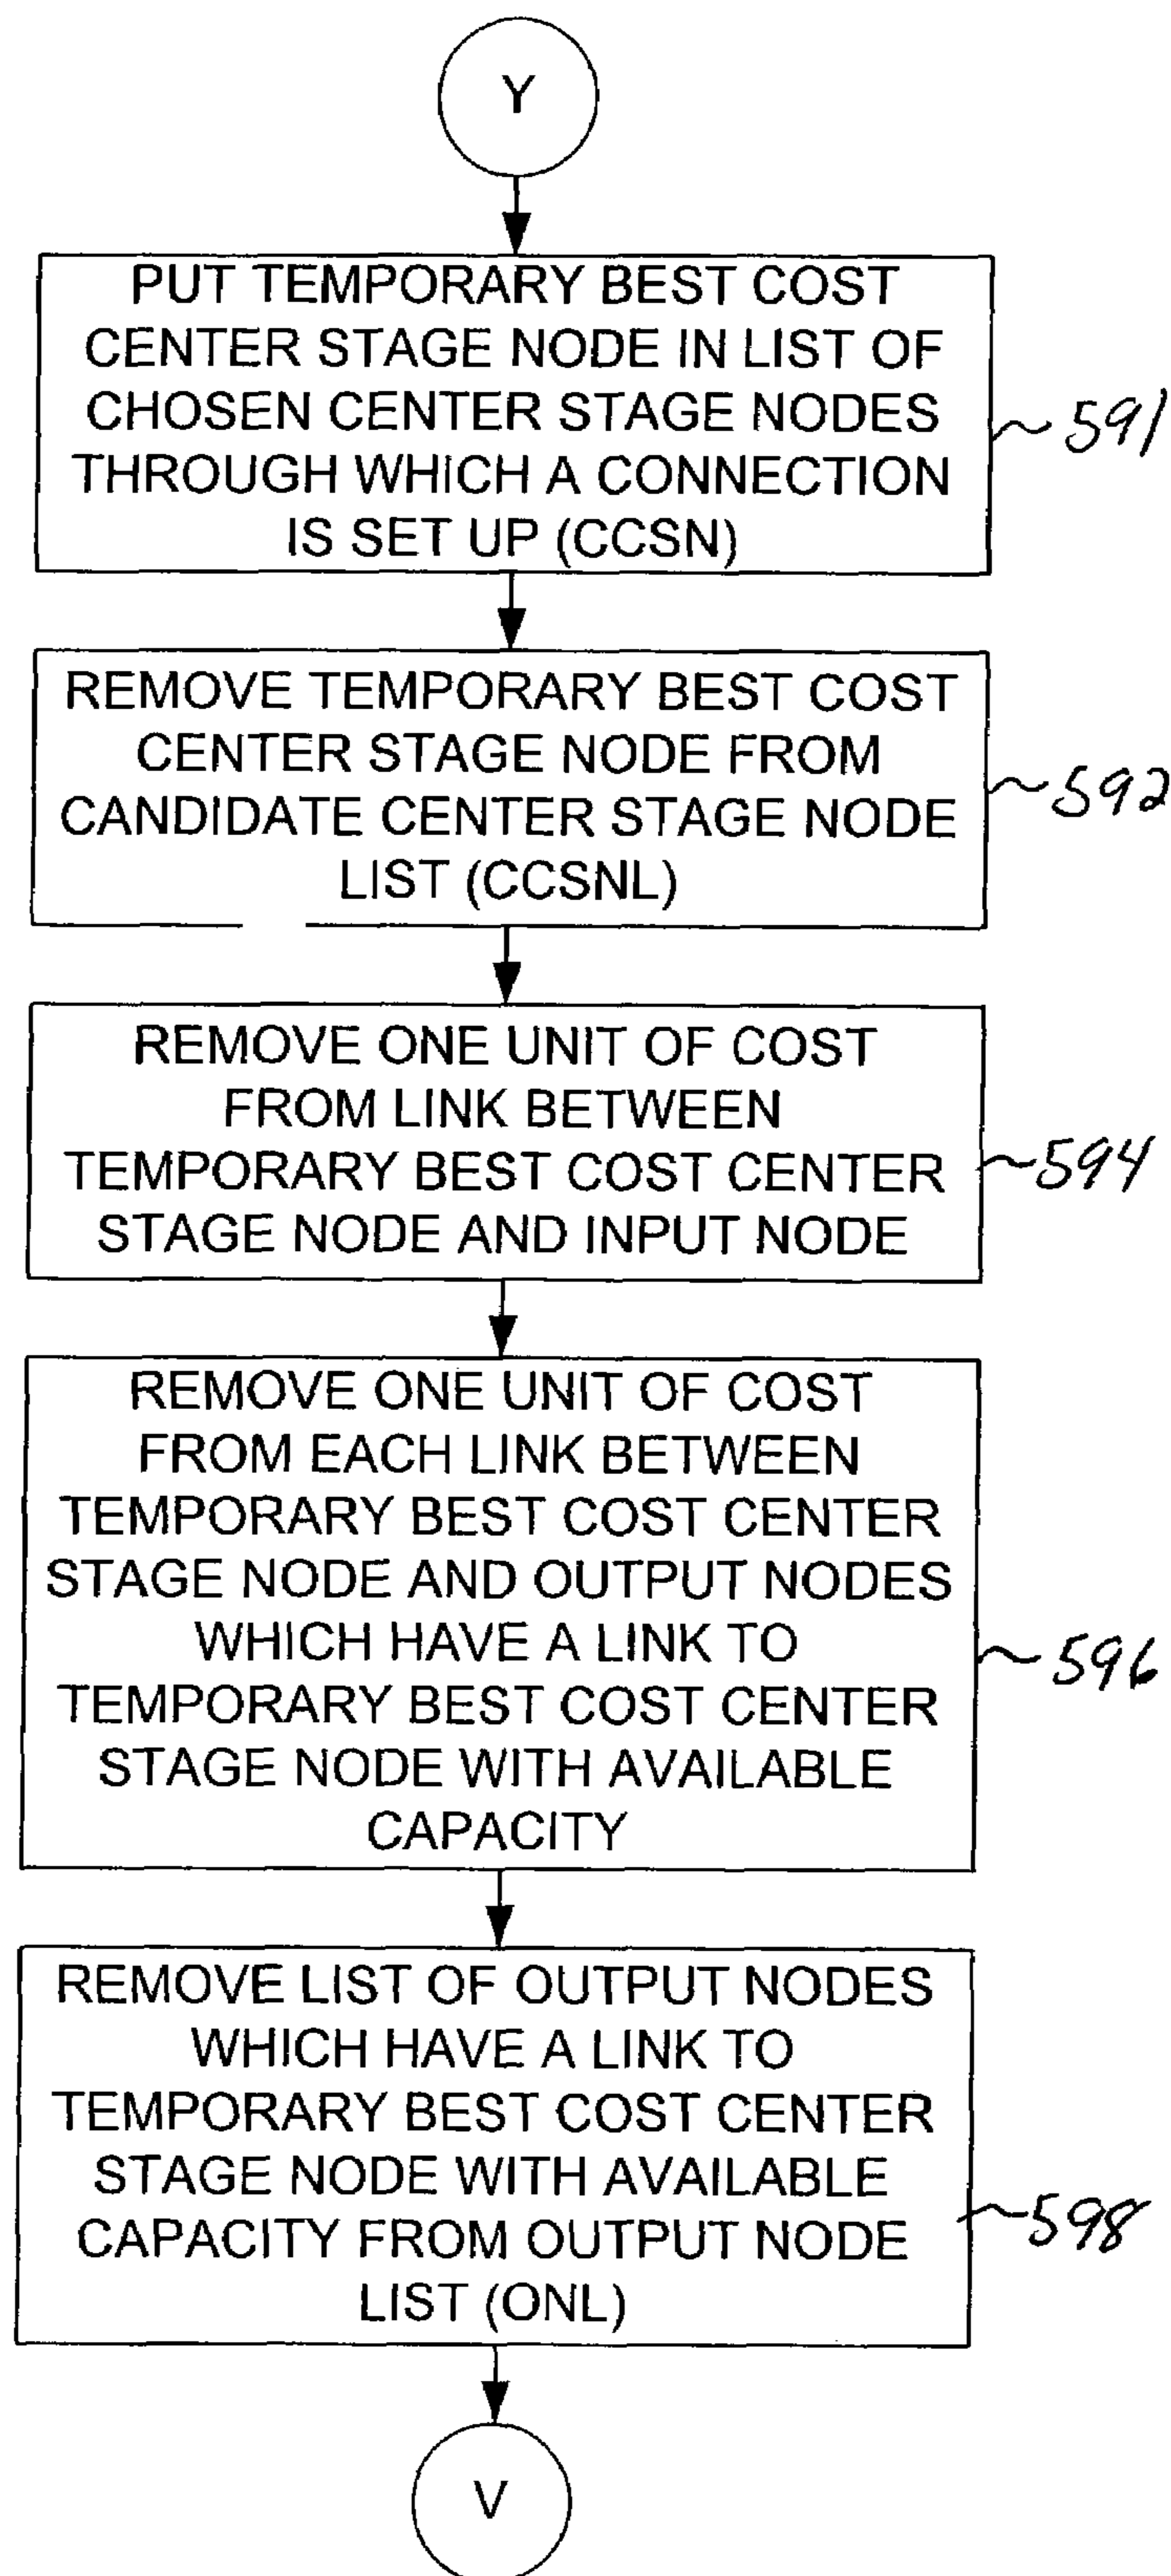 Y
PUT TEMPORARY BEST COST
CENTER STAGE NODE IN LIST OF
CHOSEN CENTER STAGE NODES
THROUGH WHICH A CONNECTION
IS SET UP (CCSN)
591
REMOVE TEMPORARY BEST COST
CENTER STAGE NODE FROM
CANDIDATE CENTER STAGE NODE
LIST (CCSNL)
592
REMOVE ONE UNIT OF COST
FROM LINK BETWEEN
TEMPORARY BEST COST CENTER
STAGE NODE AND INPUT NODE
594
REMOVE ONE UNIT OF COST
FROM EACH LINK BETWEEN
TEMPORARY BEST COST CENTER
STAGE NODE AND OUTPUT NODES
WHICH HAVE A LINK TO
TEMPORARY BEST COST CENTER
STAGE NODE WITH AVAILABLE
CAPACITY
596
REMOVE LIST OF OUTPUT NODES
WHICH HAVE A LINK TO
TEMPORARY BEST COST CENTER
STAGE NODE WITH AVAILABLE
CAPACITY FROM OUTPUT NODE
LIST (ONL)
598
V